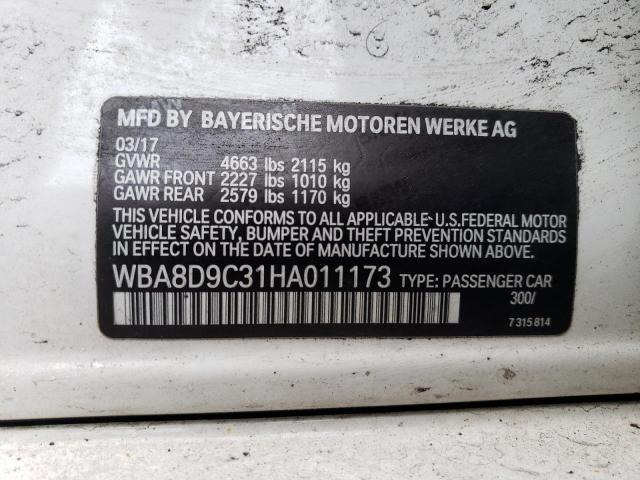 MFD BY BAYERISCHE MOTOREN WERKE AG
03/17
GVWR 4663 lbs 2115 kg
GAWR FRONT 2227 lbs 1010 kg
GAWR REAR 2579 lbs 1170 kg
THIS VEHICLE CONFORMS TO ALL APPLICABLE U.S.FEDERAL MOTOR
VEHICLE SAFETY, BUMPER AND THEFT PREVENTION STANDARDS
IN EFFECT ON THE DATE OF MANUFACTURE SHOWN ABOVE.
WBA8D9C31HA011173 TYPE: PASSENGER CAR
300/
7 315 814